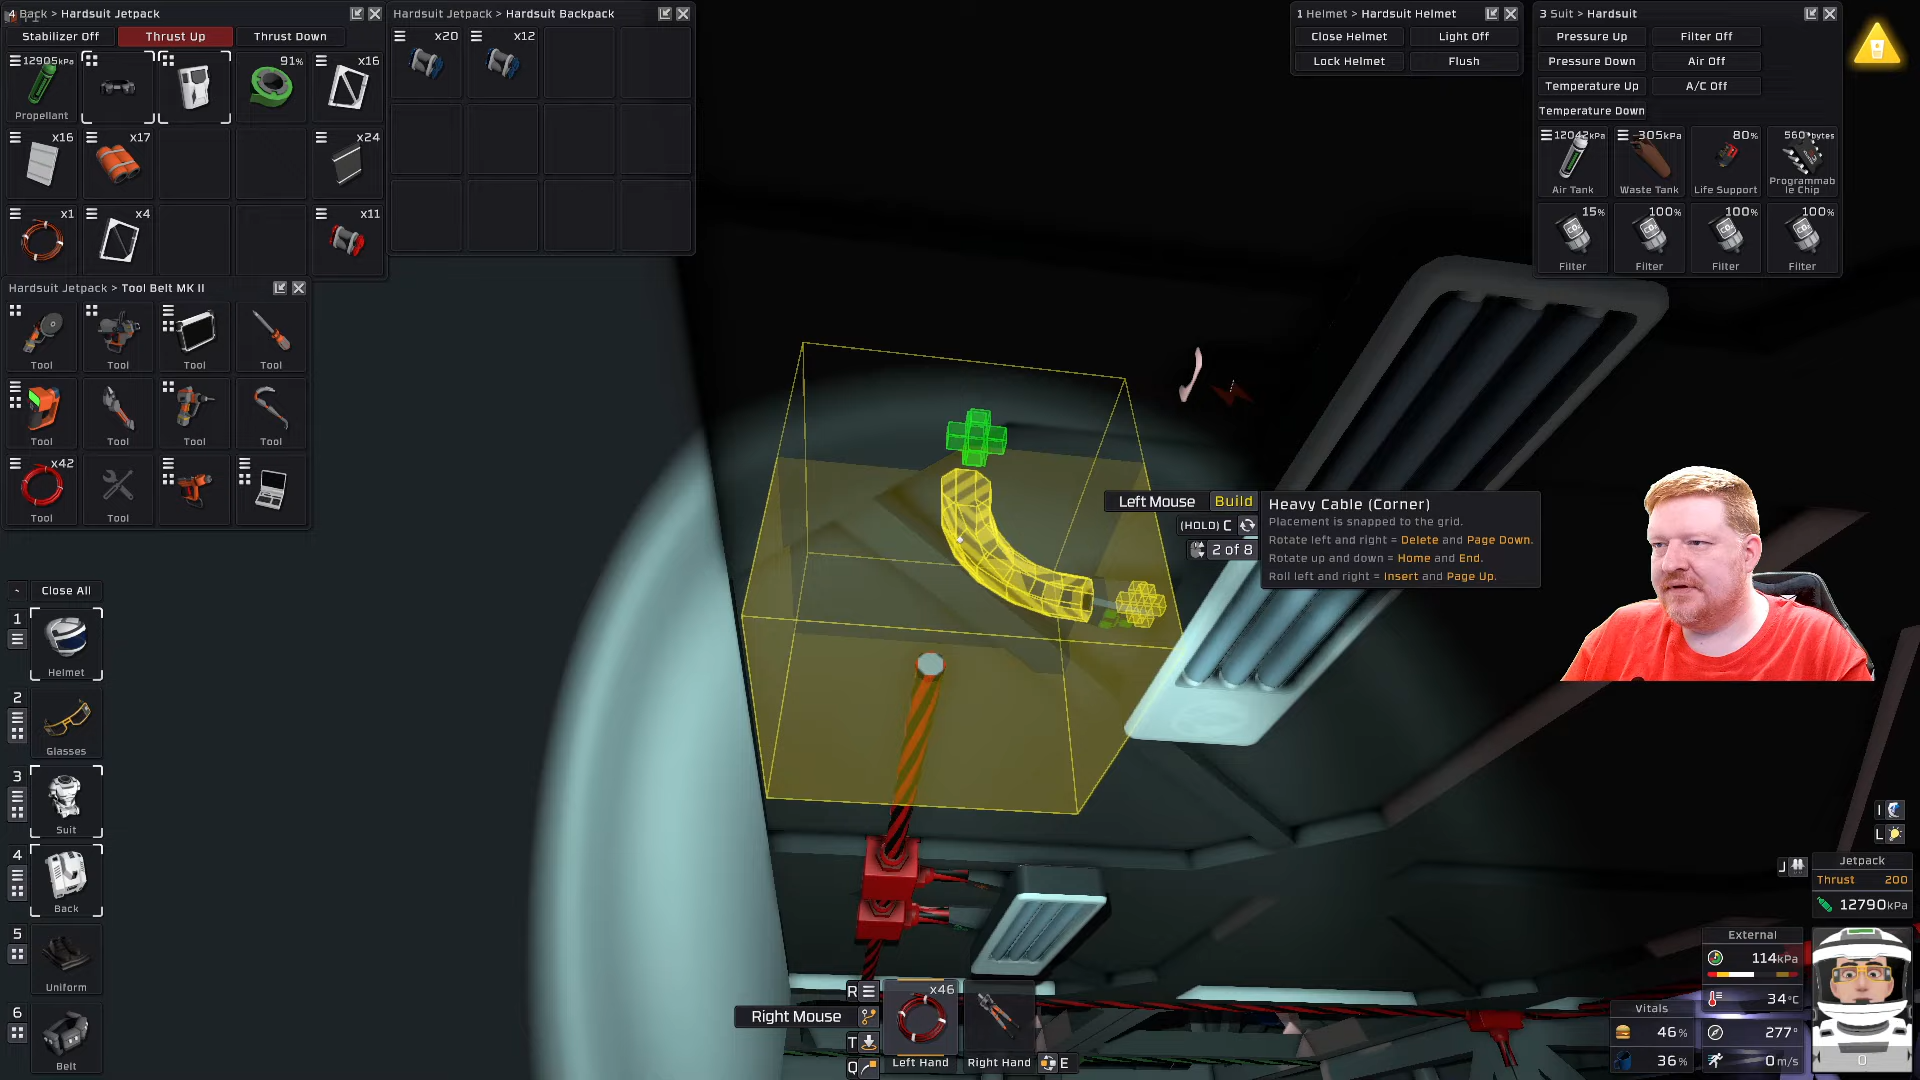 4 Back > Hardsuit Jetpack
Stabilizer Off
Thrust Up
Thrust Down
12905kPa
Propellant
91%
x16
x16
x17
x24
x1
x4
x11
Hardsuit Jetpack > Hardsuit Backpack
x20
x12
Hardsuit Jetpack > Tool Belt MK II
Tool
Tool
Tool
Tool
Tool
Tool
Tool
Tool
x42
Tool
Tool
1 Helmet > Hardsuit Helmet
Close Helmet
Light Off
Lock Helmet
Flush
3 Suit > Hardsuit
Pressure Up
Filter Off
Pressure Down
Air Off
Temperature Up
A/C Off
Temperature Down
12042kPa
Air Tank
-305kPa
Waste Tank
80%
Life Support
560 bytes
Programmab
le Chip
15%
Filter
100%
Filter
100%
Filter
100%
Filter
Left Mouse
Build
(HOLD) C
2 of 8
Heavy Cable (Corner)
Placement is snapped to the grid.
Rotate left and right = Delete and Page Down.
Rotate up and down = Home and End.
Roll left and right = Insert and Page Up.
~
Close All
1
Helmet
2
Glasses
3
Suit
4
Back
5
Uniform
6
Belt
R
x46
Right Mouse
T
Q
Left Hand
Right Hand
E
I
L
J
Jetpack
Thrust 200
12790kPa
External
114kPa
34°C
277°
0m/s
Vitals
46%
36%
0